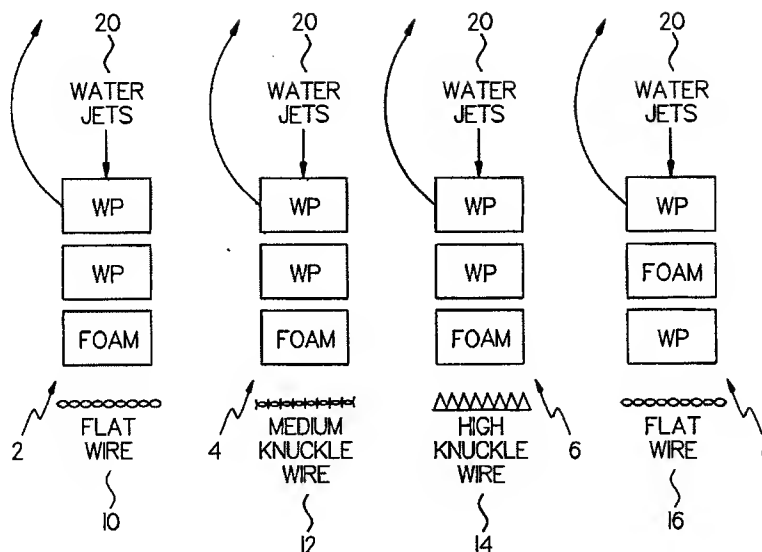 20 20 20 20
WATER JETS WATER JETS WATER JETS WATER JETS
WP WP WP WP
WP WP WP FOAM
FOAM FOAM FOAM WP
2 FLAT WIRE 4 MEDIUM KNUCKLE WIRE HIGH KNUCKLE WIRE 6 FLAT WIRE
10 12 14 16